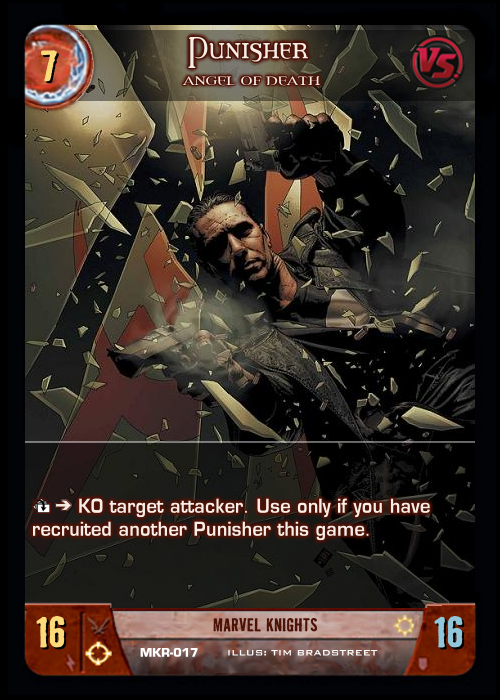 7
PUNISHER
VS
ANGEL OF DEATH
➔ KO target attacker. Use only if you have
recruited another Punisher this game.
16
MARVEL KNIGHTS
16
MKR-017 ILLUS: TIM BRADSTREET